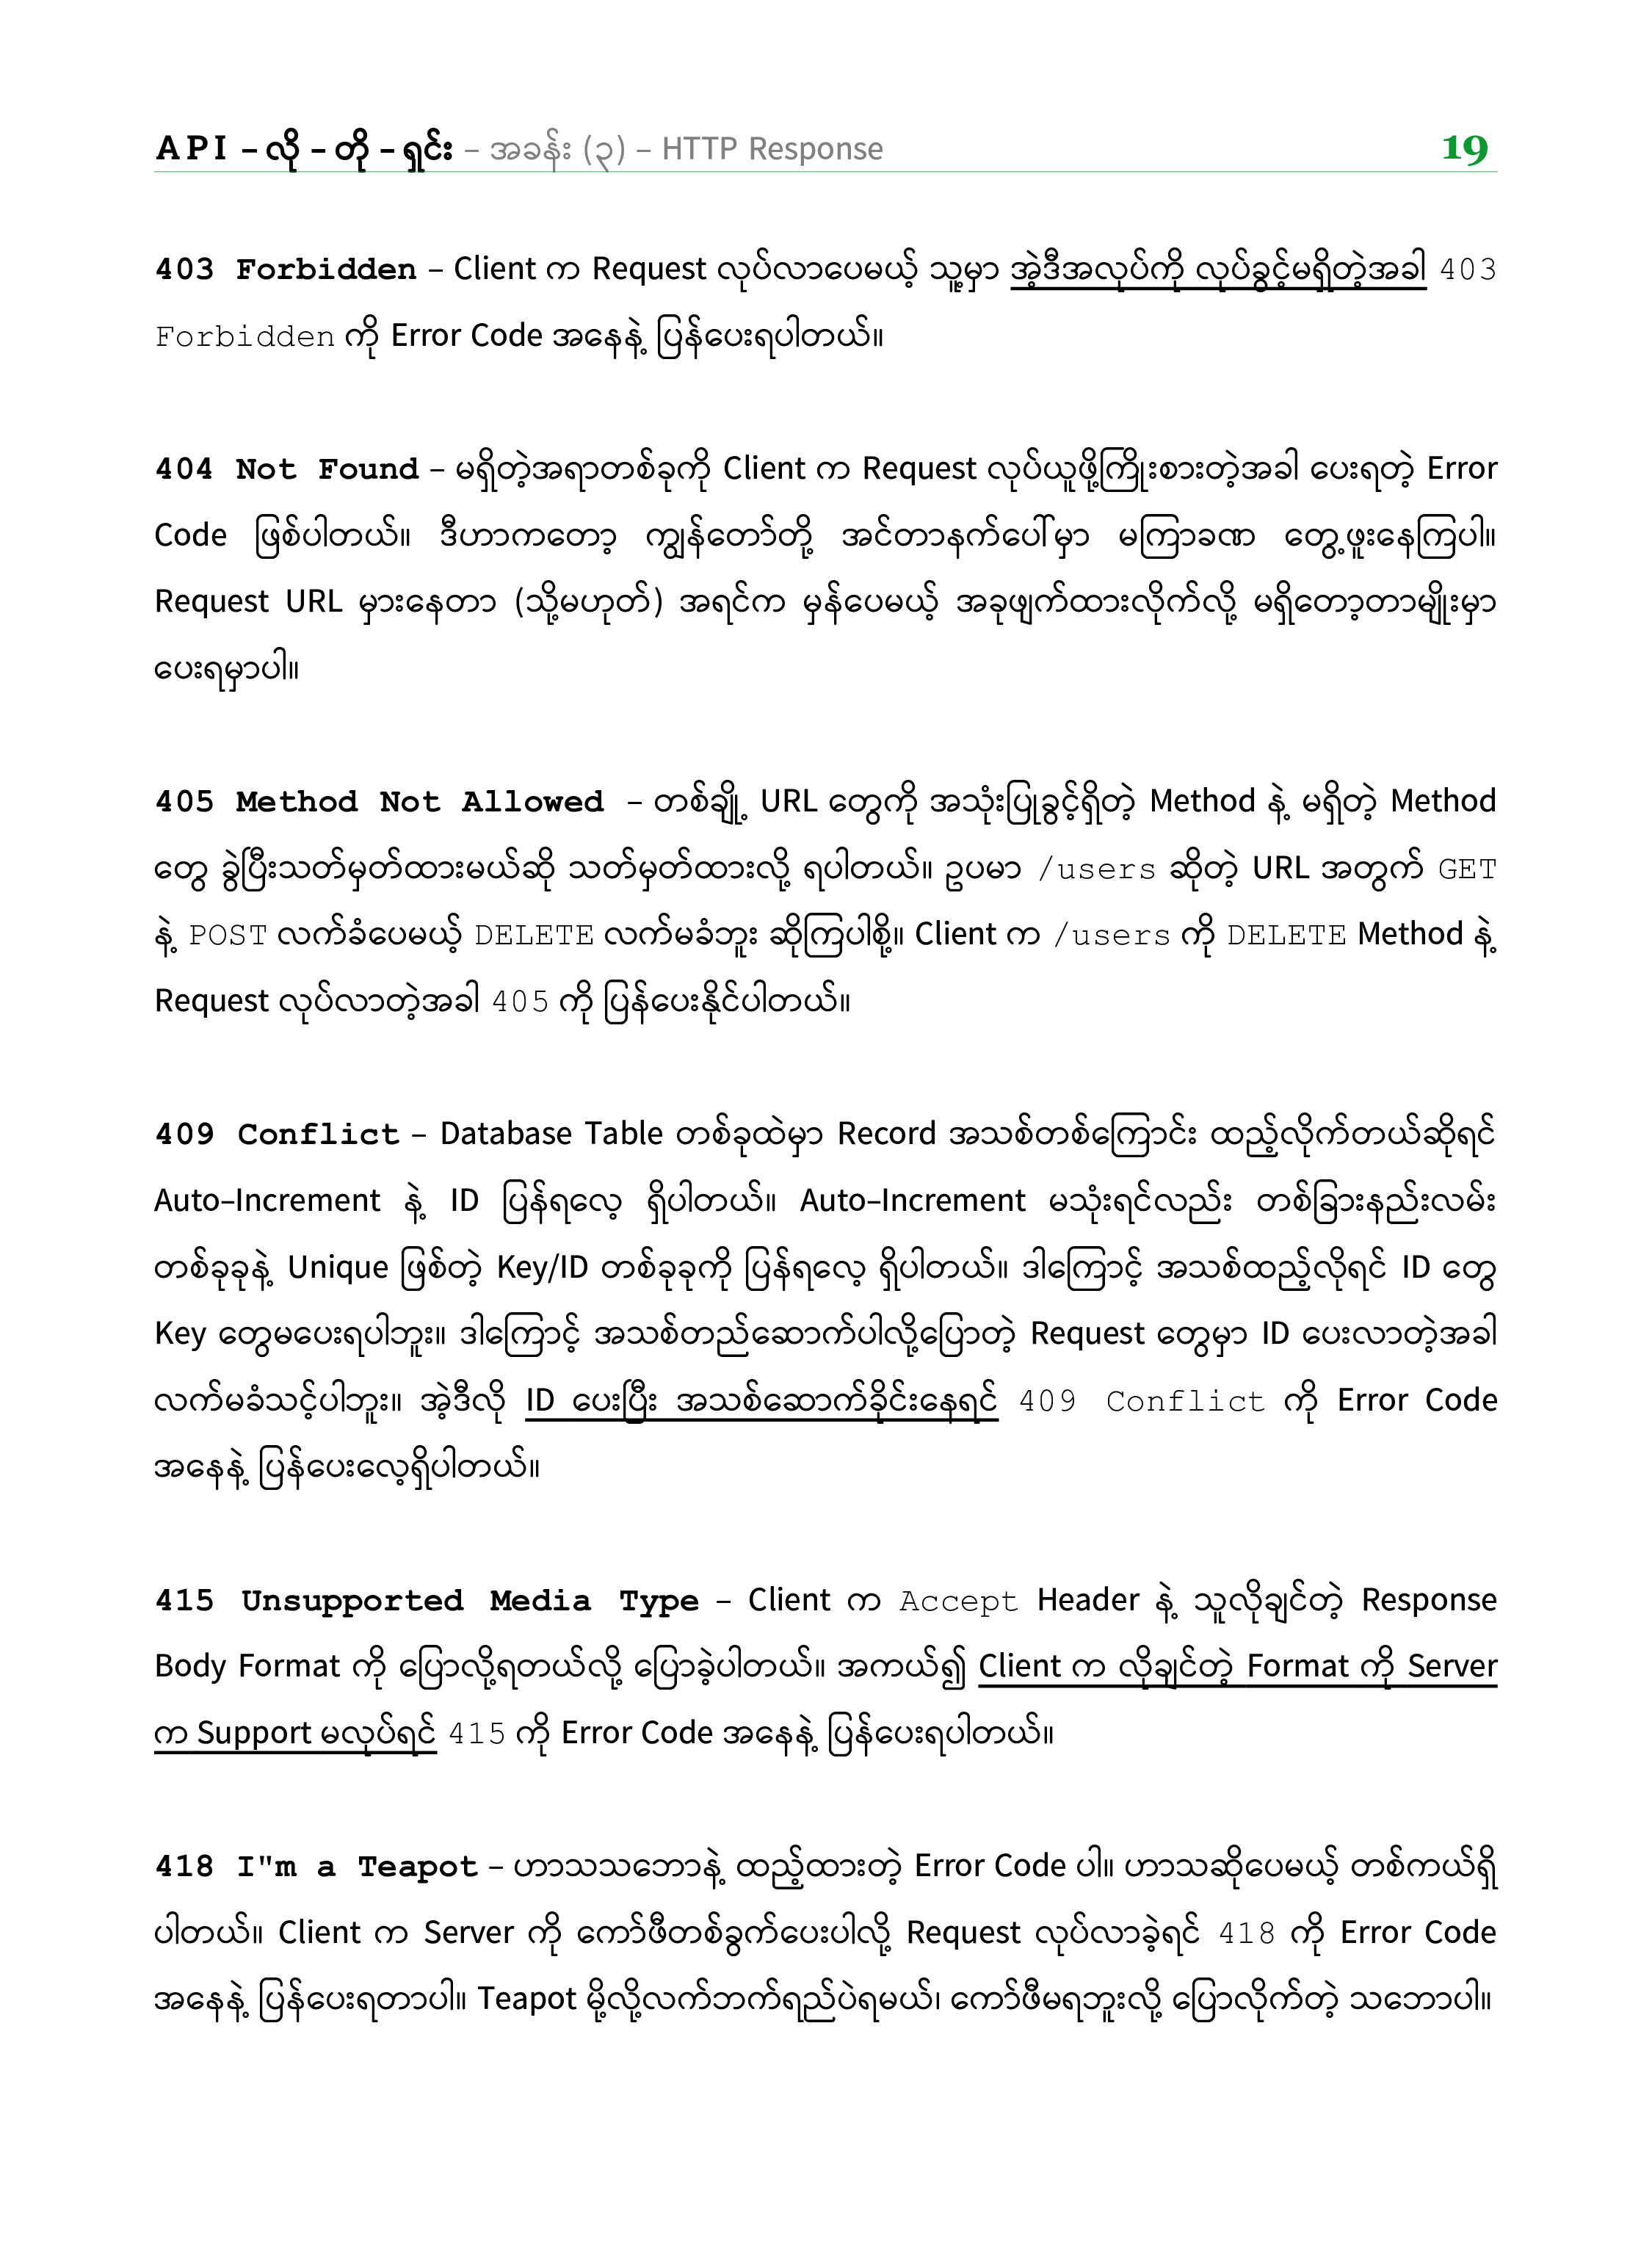 API – လို – တို – ရှင်း – အခန်း (၃) – HTTP Response 19
403 Forbidden – Client က Request လုပ်လာပေမယ့် သူ့မှာ အဲ့ဒီအလုပ်ကို လုပ်ခွင့်မရှိတဲ့အခါ 403
Forbidden ကို Error Code အနေနဲ့ ပြန်ပေးရပါတယ်။
404 Not Found – မရှိတဲ့အရာတစ်ခုကို Client က Request လုပ်ယူဖို့ကြိုးစားတဲ့အခါ ပေးရတဲ့ Error
Code ဖြစ်ပါတယ်။ ဒီဟာကတော့ ကျွန်တော်တို့ အင်တာနက်ပေါ်မှာ မကြာခဏ တွေ့ဖူးနေကြပါ။
Request URL မှားနေတာ (သို့မဟုတ်) အရင်က မှန်ပေမယ့် အခုဖျက်ထားလိုက်လို့ မရှိတော့တာမျိုးမှာ
ပေးရမှာပါ။
405 Method Not Allowed – တစ်ချို့ URL တွေကို အသုံးပြုခွင့်ရှိတဲ့ Method နဲ့ မရှိတဲ့ Method
တွေ ခွဲပြီးသတ်မှတ်ထားမယ်ဆို သတ်မှတ်ထားလို့ ရပါတယ်။ ဥပမာ /users ဆိုတဲ့ URL အတွက် GET
နဲ့ POST လက်ခံပေမယ့် DELETE လက်မခံဘူး ဆိုကြပါစို့။ Client က /users ကို DELETE Method နဲ့
Request လုပ်လာတဲ့အခါ 405 ကို ပြန်ပေးနိုင်ပါတယ်။
409 Conflict – Database Table တစ်ခုထဲမှာ Record အသစ်တစ်ကြောင်း ထည့်လိုက်တယ်ဆိုရင်
Auto-Increment နဲ့ ID ပြန်ရလေ့ ရှိပါတယ်။ Auto-Increment မသုံးရင်လည်း တစ်ခြားနည်းလမ်း
တစ်ခုခုနဲ့ Unique ဖြစ်တဲ့ Key/ID တစ်ခုခုကို ပြန်ရလေ့ ရှိပါတယ်။ ဒါကြောင့် အသစ်ထည့်လိုရင် ID တွေ
Key တွေမပေးရပါဘူး။ ဒါကြောင့် အသစ်တည်ဆောက်ပါလို့ပြောတဲ့ Request တွေမှာ ID ပေးလာတဲ့အခါ
လက်မခံသင့်ပါဘူး။ အဲ့ဒီလို ID ပေးပြီး အသစ်ဆောက်ခိုင်းနေရင် 409 Conflict ကို Error Code
အနေနဲ့ ပြန်ပေးလေ့ရှိပါတယ်။
415 Unsupported Media Type – Client က Accept Header နဲ့ သူလိုချင်တဲ့ Response
Body Format ကို ပြောလို့ရတယ်လို့ ပြောခဲ့ပါတယ်။ အကယ်၍ Client က လိုချင်တဲ့ Format ကို Server
က Support မလုပ်ရင် 415 ကို Error Code အနေနဲ့ ပြန်ပေးရပါတယ်။
418 I"m a Teapot – ဟာသသဘောနဲ့ ထည့်ထားတဲ့ Error Code ပါ။ ဟာသဆိုပေမယ့် တစ်ကယ်ရှိ
ပါတယ်။ Client က Server ကို ကော်ဖီတစ်ခွက်ပေးပါလို့ Request လုပ်လာခဲ့ရင် 418 ကို Error Code
အနေနဲ့ ပြန်ပေးရတာပါ။ Teapot မို့လို့လက်ဘက်ရည်ပဲရမယ်၊ ကော်ဖီမရဘူးလို့ ပြောလိုက်တဲ့ သဘောပါ။